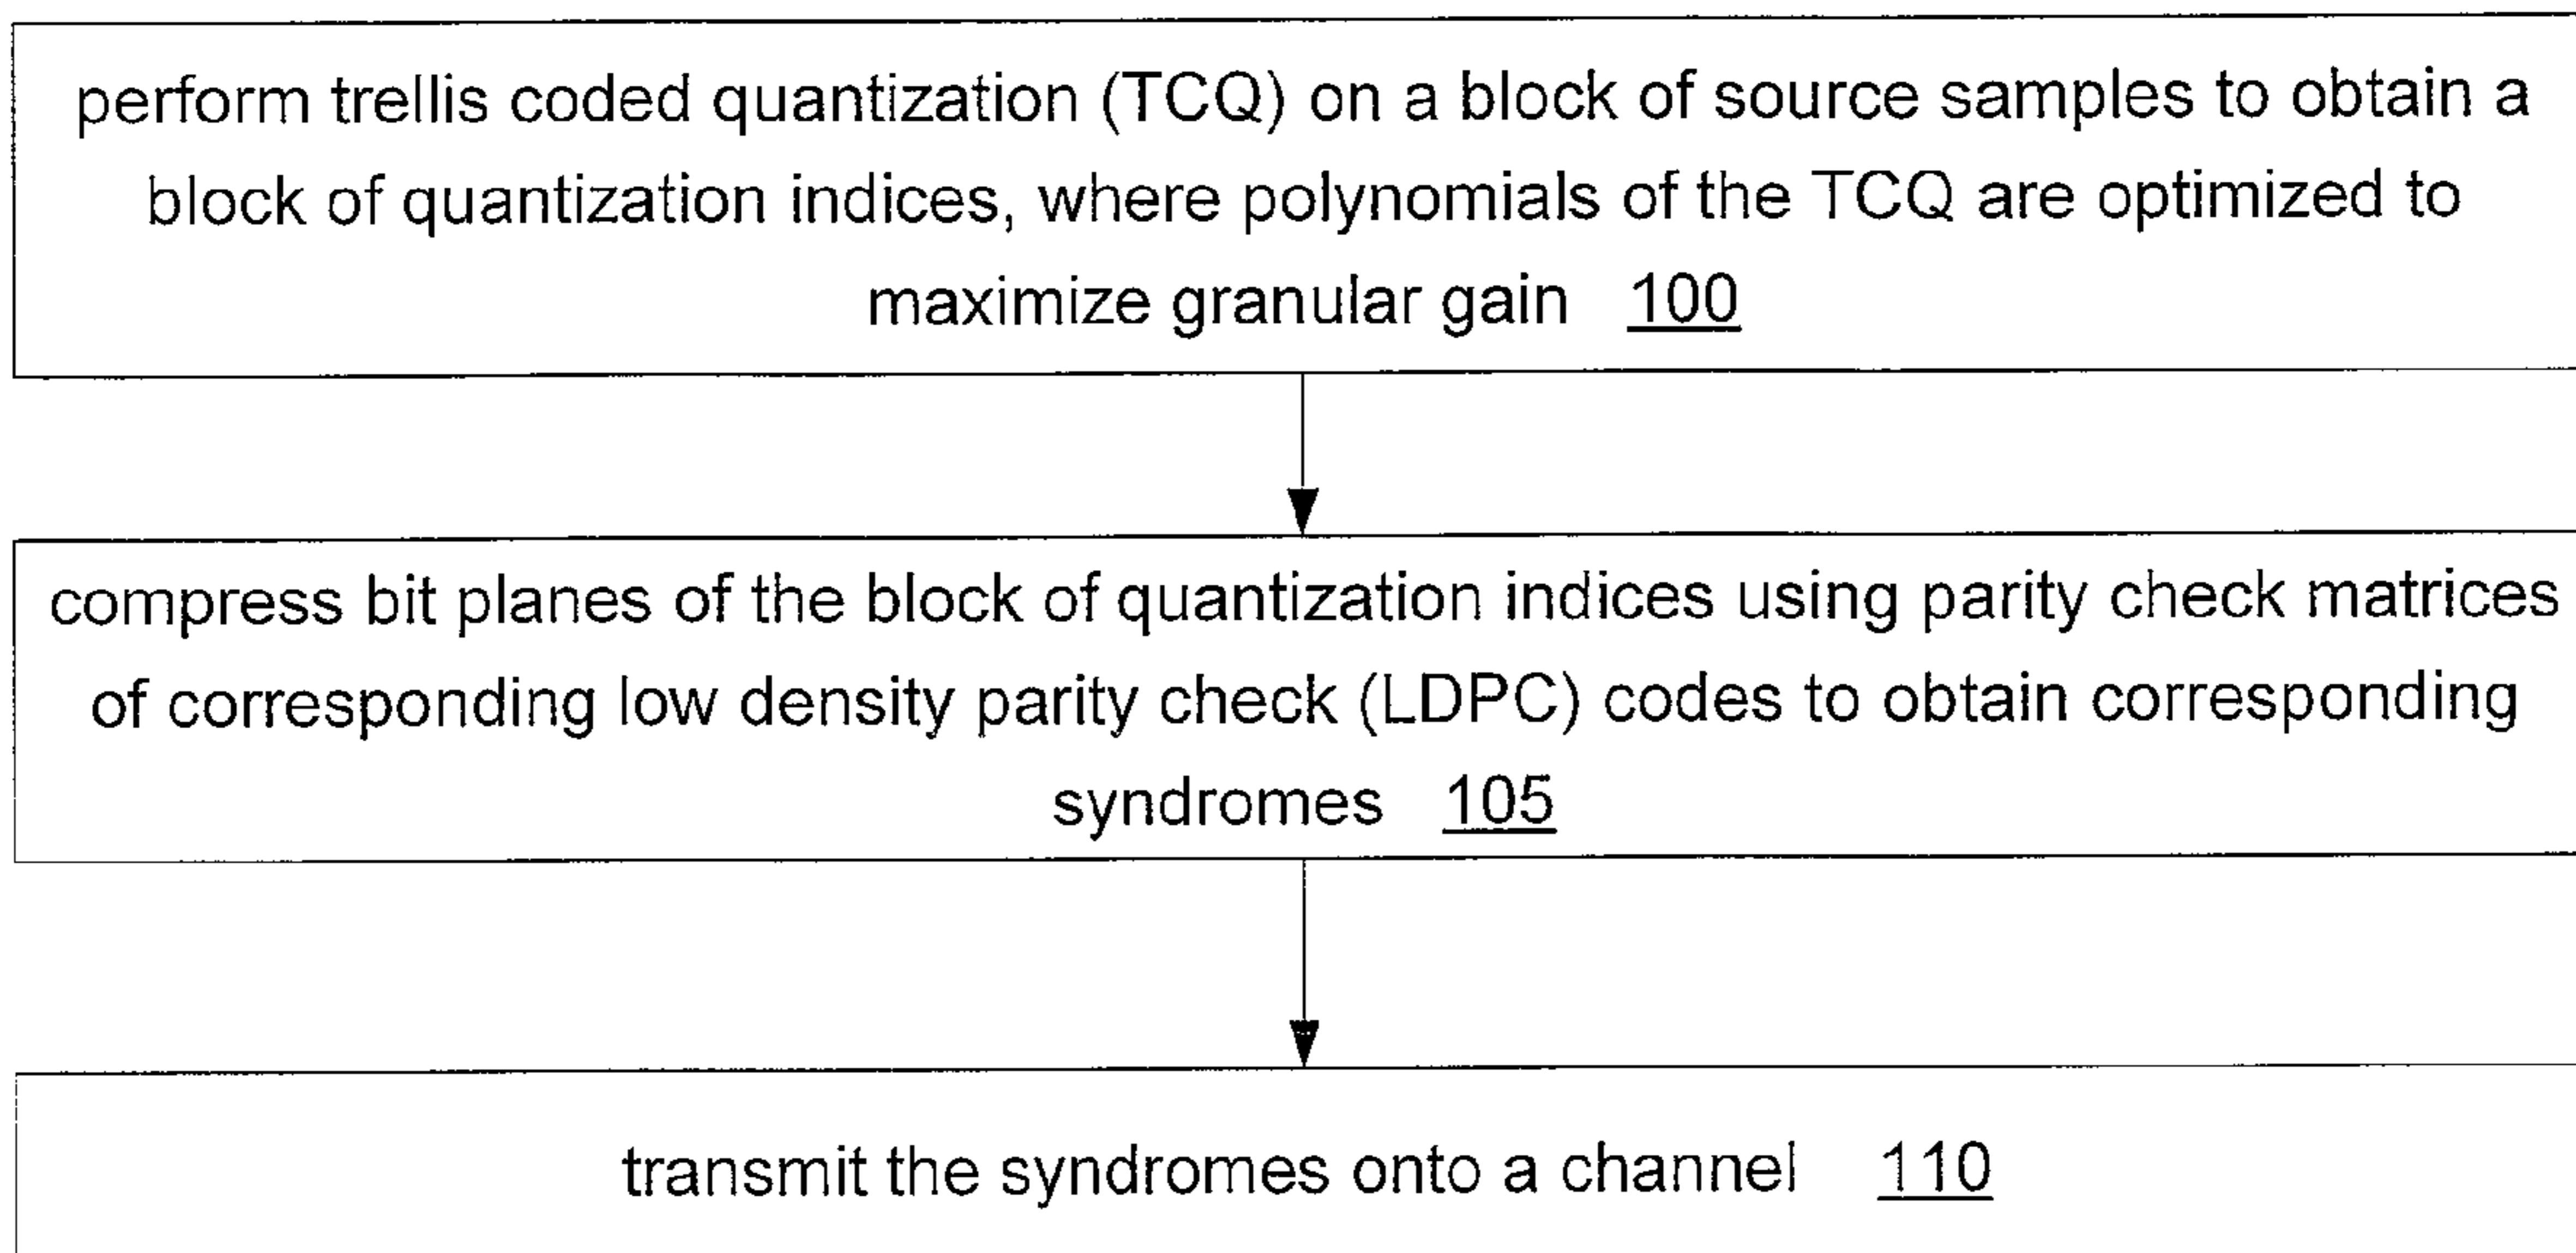 perform trellis coded quantization (TCQ) on a block of source samples to obtain a
block of quantization indices, where polynomials of the TCQ are optimized to
maximize granular gain 100
compress bit planes of the block of quantization indices using parity check matrices
of corresponding low density parity check (LDPC) codes to obtain corresponding
syndromes 105
transmit the syndromes onto a channel 110